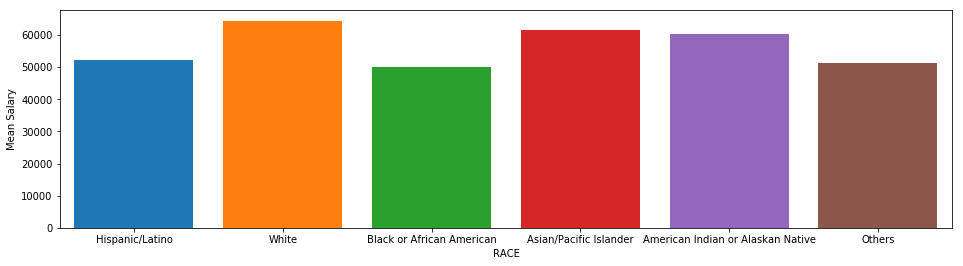 Mean Salary
60000
50000
40000
30000
20000
10000
0
Hispanic/Latino
White
Black or African American
Asian/Pacific Islander
American Indian or Alaskan Native
Others
RACE